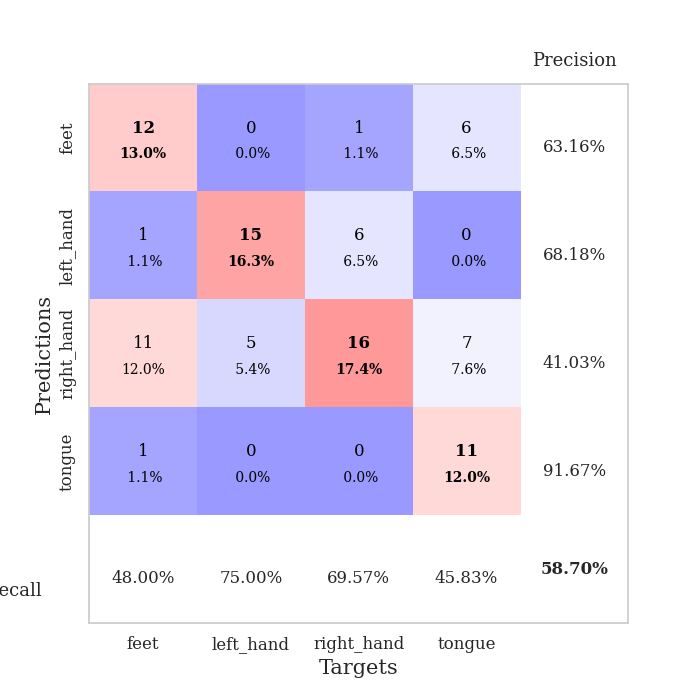 Precision
feet 12 0 1 6 63.16%
13.0% 0.0% 1.1% 6.5%
left_hand 1 15 6 0 68.18%
1.1% 16.3% 6.5% 0.0%
right_hand 11 5 16 7 41.03%
12.0% 5.4% 17.4% 7.6%
tongue 1 0 0 11 91.67%
1.1% 0.0% 0.0% 12.0%
Predictions
ecall 48.00% 75.00% 69.57% 45.83% 58.70%
feet left_hand right_hand tongue
Targets